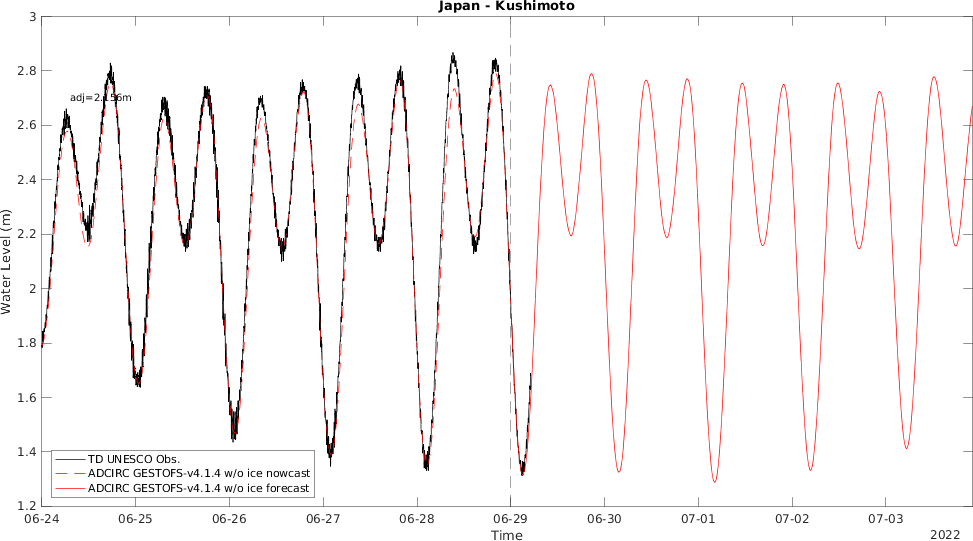 Japan - Kushimoto
Water Level (m)
3
2.8
2.6
2.4
2.2
2
1.8
1.6
1.4
1.2
adj=2.156m
TD UNESCO Obs.
ADCIRC GESTOFS-v4.1.4 w/o ice nowcast
ADCIRC GESTOFS-v4.1.4 w/o ice forecast
06-24 06-25 06-26 06-27 06-28 06-29 06-30 07-01 07-02 07-03
Time
2022